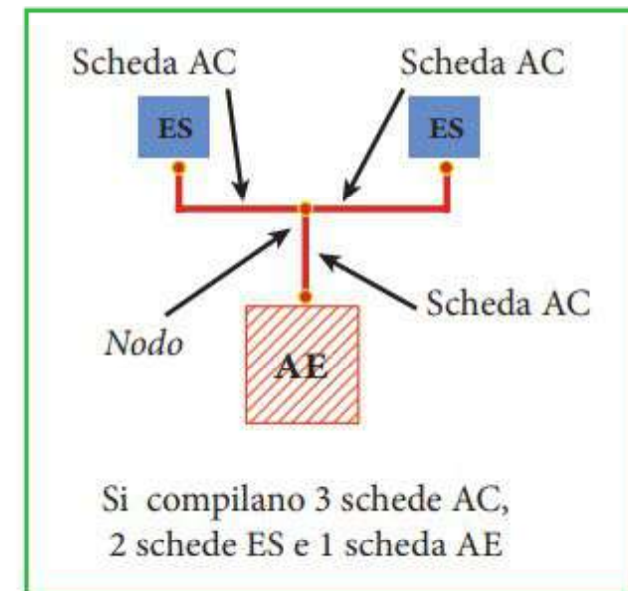 Scheda AC
Scheda AC
ES
ES
Scheda AC
Nodo
AE
Si compilano 3 schede AC,
2 schede ES e 1 scheda AE